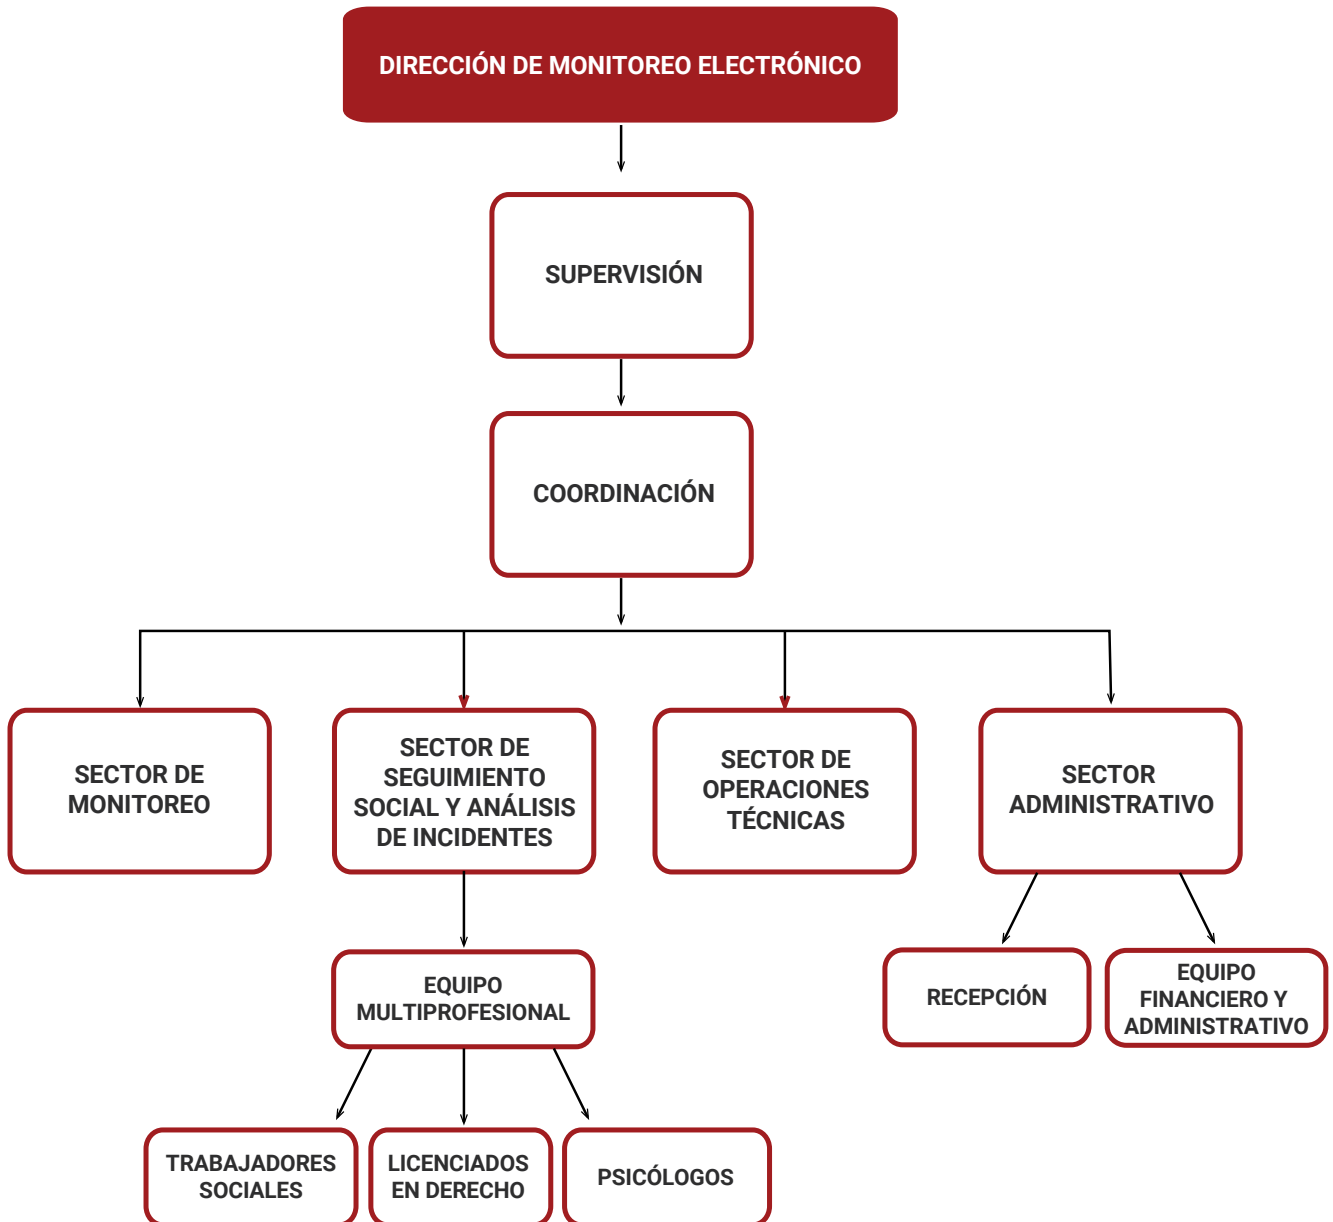 DIRECCIÓN DE MONITOREO ELECTRÓNICO
SUPERVISIÓN
COORDINACIÓN
SECTOR DE
MONITOREO
SECTOR DE
SEGUIMIENTO
SOCIAL Y ANÁLISIS
DE INCIDENTES
SECTOR DE
OPERACIONES
TÉCNICAS
SECTOR
ADMINISTRATIVO
EQUIPO
MULTIPROFESIONAL
RECEPCIÓN
EQUIPO
FINANCIERO Y
ADMINISTRATIVO
TRABAJADORES
SOCIALES
LICENCIADOS
EN DERECHO
PSICÓLOGOS